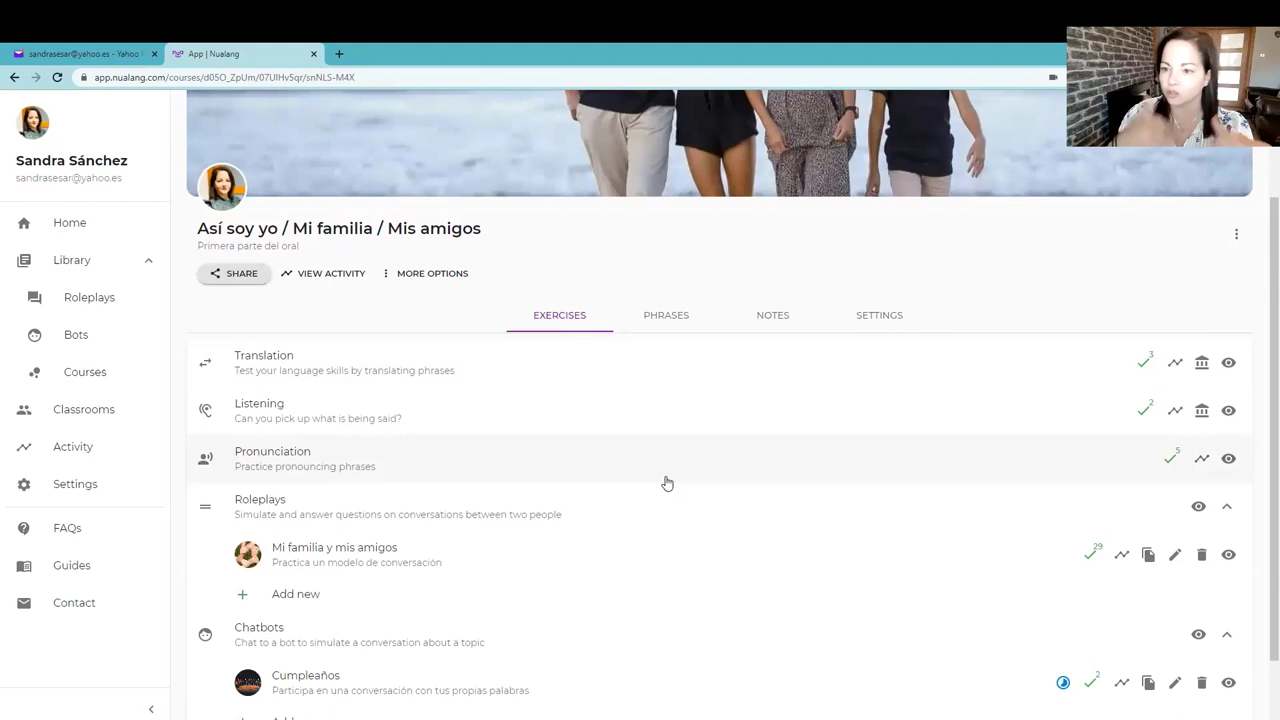 sandrasesar@yahoo.es - Yahoo
App | Nualang
app.nualang.com/courses/d05O_ZpUm/07UIHv5qr/snNLS-M4X
Sandra Sánchez
sandrasesar@yahoo.es
Home
Library
Roleplays
Bots
Courses
Classrooms
Activity
Settings
FAQs
Guides
Contact
Así soy yo / Mi familia / Mis amigos
Primera parte del oral
SHARE
VIEW ACTIVITY
MORE OPTIONS
EXERCISES
PHRASES
NOTES
SETTINGS
Translation
3
Test your language skills by translating phrases
Listening
2
Can you pick up what is being said?
Pronunciation
5
Practice pronouncing phrases
Roleplays
Simulate and answer questions on conversations between two people
Mi familia y mis amigos
29
Practica un modelo de conversación
Add new
Chatbots
Chat to a bot to simulate a conversation about a topic
Cumpleaños
2
Participa en una conversación con tus propias palabras